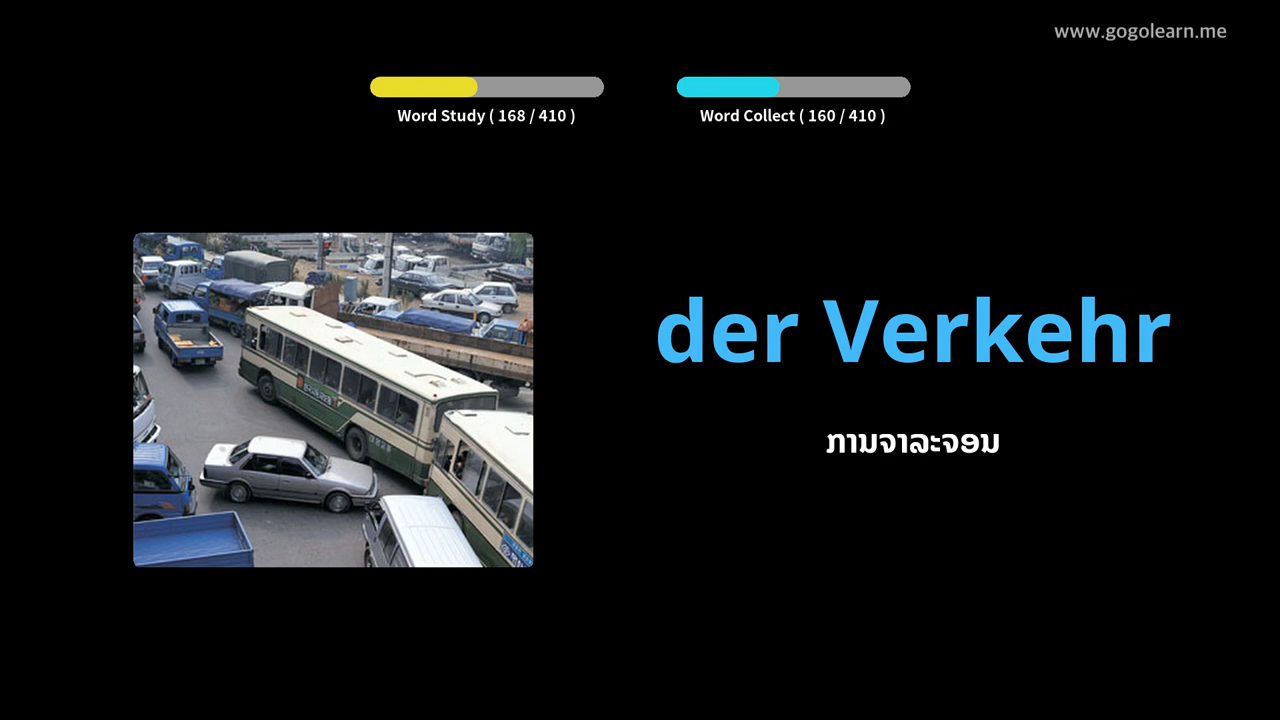 www.gogolearn.me
Word Study ( 168 / 410 )
Word Collect ( 160 / 410 )
der Verkehr
ການຈາລະຈອນ